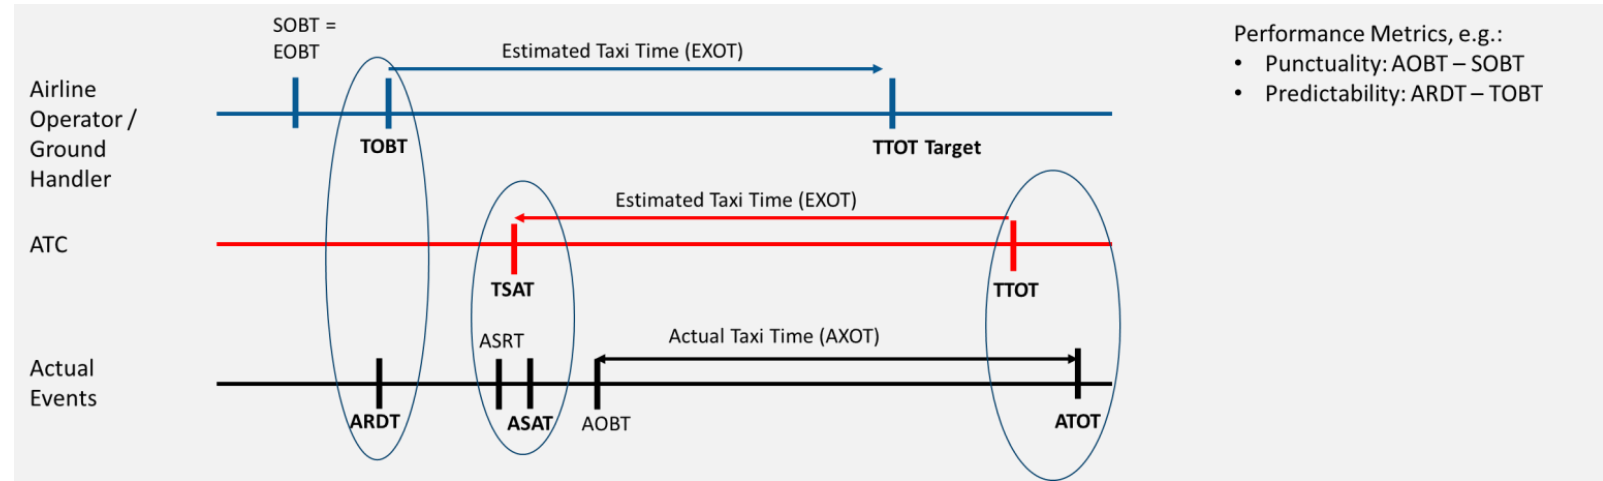 SOBT =
EOBT
Estimated Taxi Time (EXOT)
Airline
Operator /
Ground
Handler
TOBT
TTOT Target
Performance Metrics, e.g.:
• Punctuality: AOBT – SOBT
• Predictability: ARDT – TOBT
Estimated Taxi Time (EXOT)
ATC
TSAT
TTOT
ASRT
Actual Taxi Time (AXOT)
Actual
Events
ARDT
ASAT
AOBT
ATOT